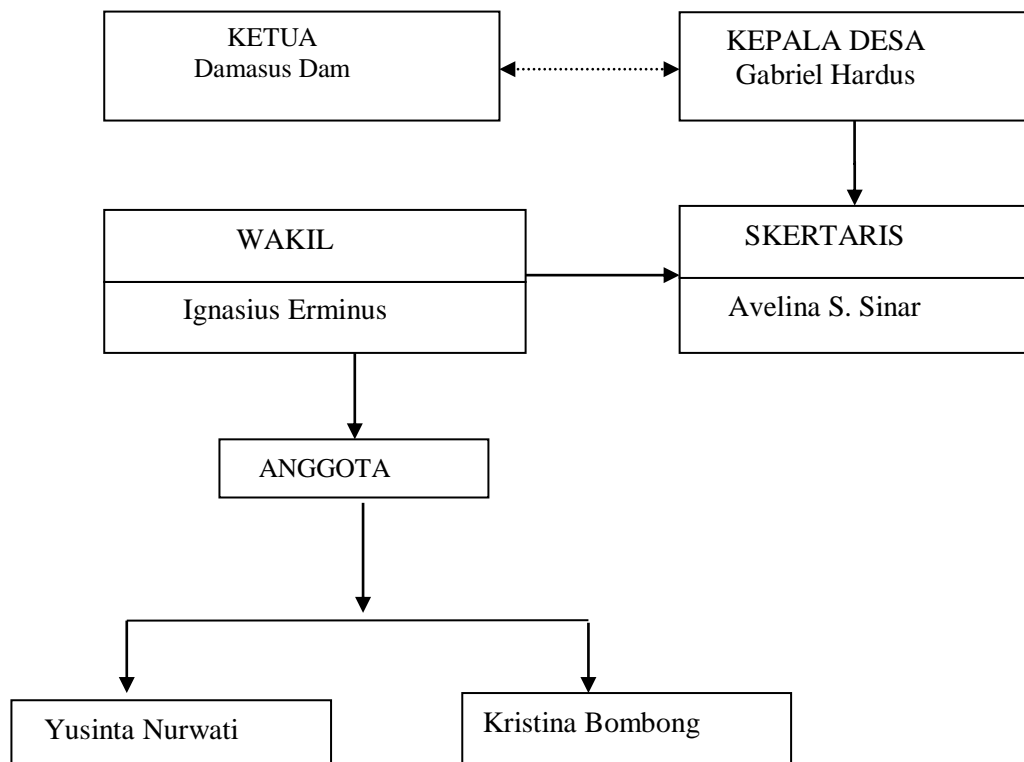 KETUA
Damasus Dam
KEPALA DESA
Gabriel Hardus
WAKIL
Ignasius Erminus
SKERTARIS
Avelina S. Sinar
ANGGOTA
Yusinta Nurwati
Kristina Bombong